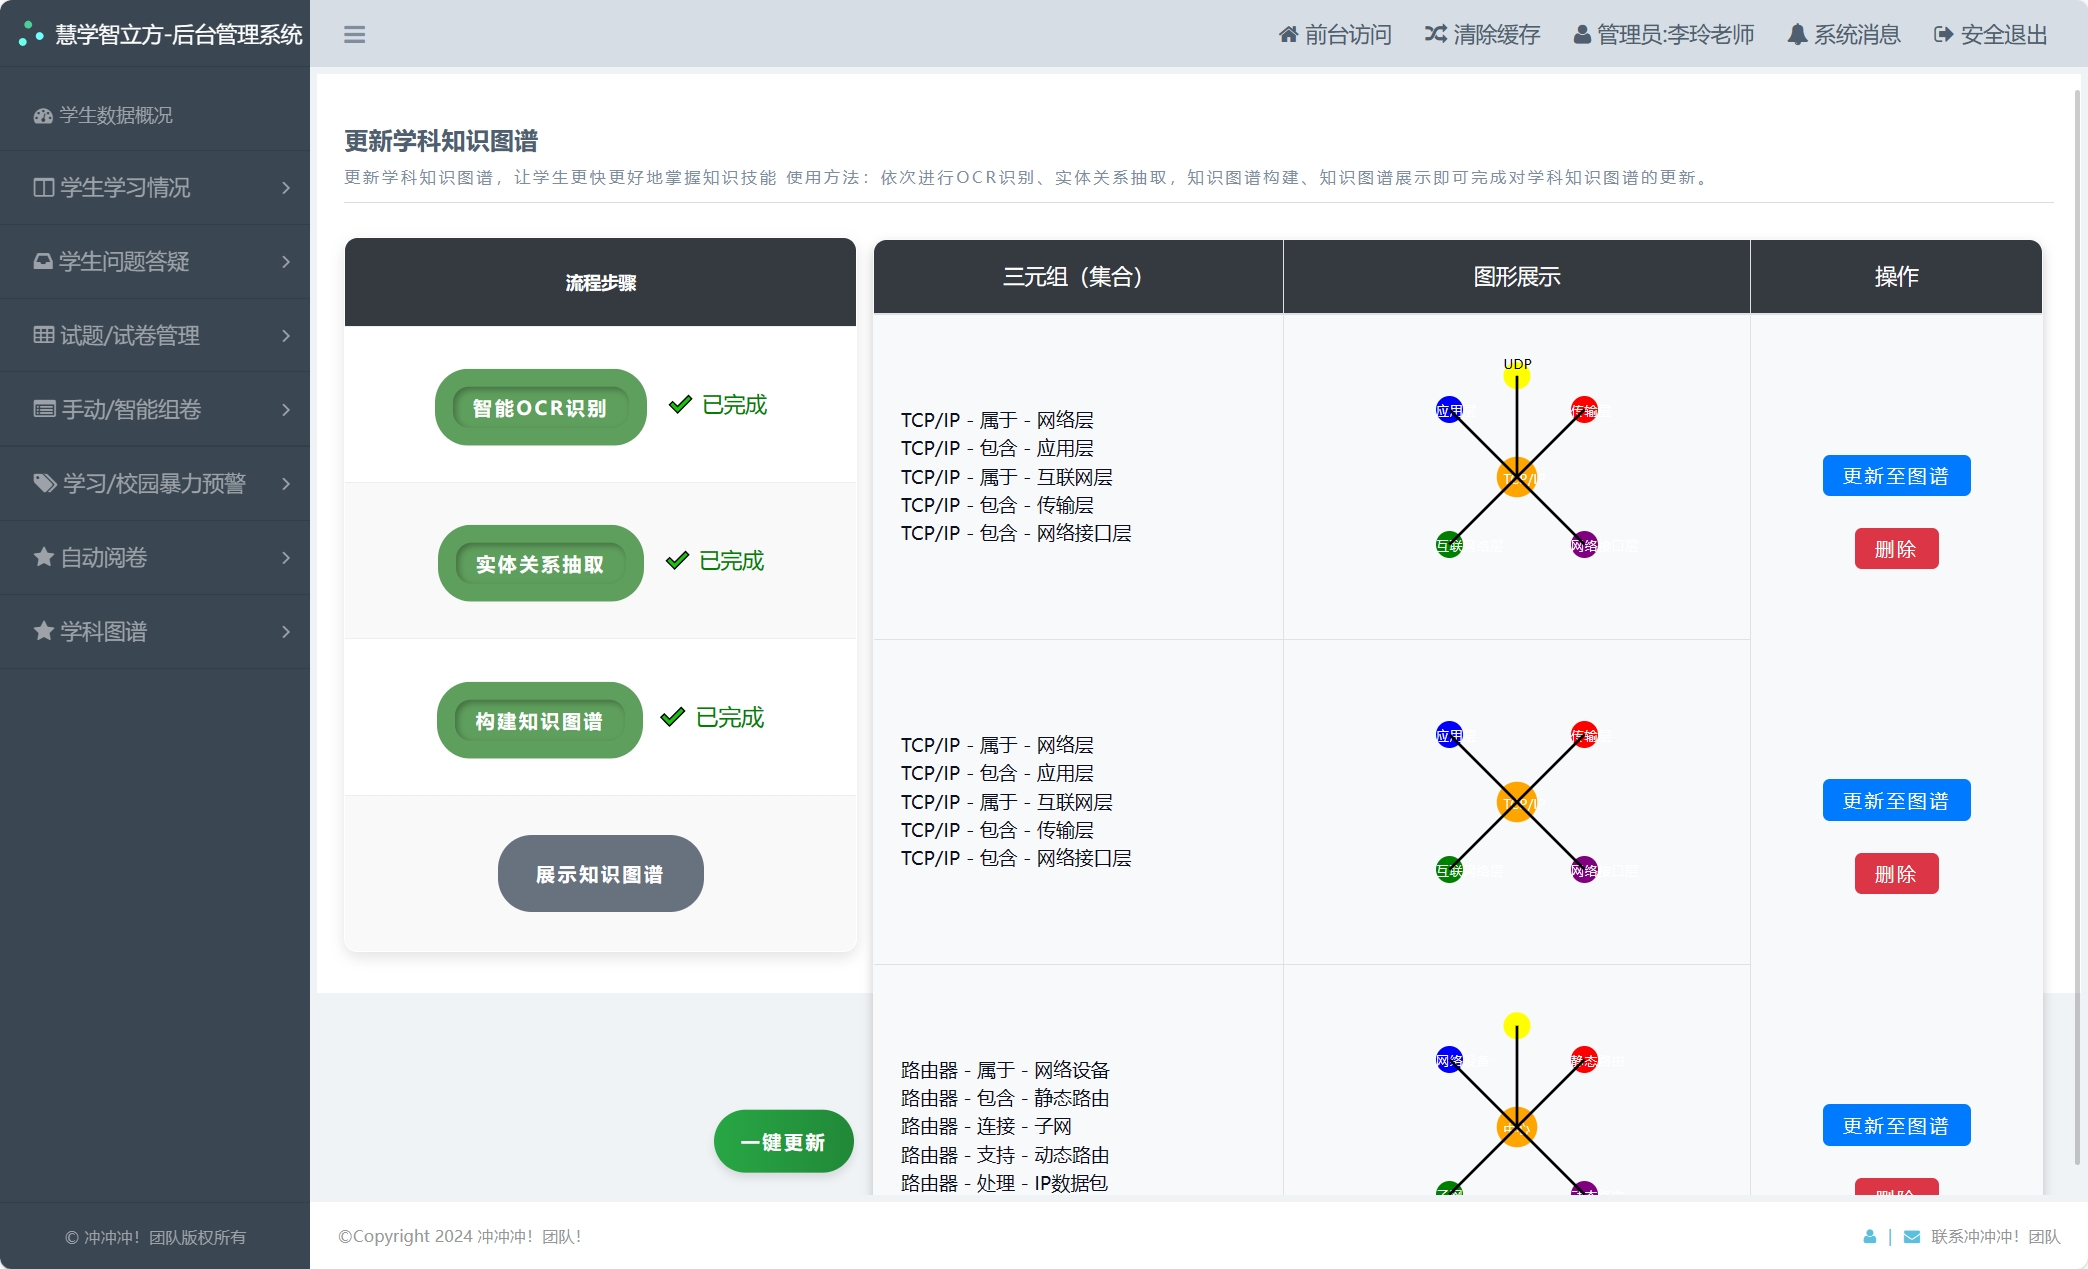 慧学智立方-后台管理系统
前台访问
清除缓存
管理员:李玲老师
系统消息
安全退出
学生数据概况
学生学习情况
学生问题答疑
试题/试卷管理
手动/智能组卷
学习/校园暴力预警
自动阅卷
学科图谱
© 冲冲冲！团队版权所有
更新学科知识图谱
更新学科知识图谱，让学生更快更好地掌握知识技能 使用方法：依次进行OCR识别、实体关系抽取，知识图谱构建、知识图谱展示即可完成对学科知识图谱的更新。
流程步骤
智能OCR识别
已完成
实体关系抽取
已完成
构建知识图谱
已完成
展示知识图谱
一键更新
三元组（集合）
图形展示
操作
TCP/IP - 属于 - 网络层
TCP/IP - 包含 - 应用层
TCP/IP - 属于 - 互联网层
TCP/IP - 包含 - 传输层
TCP/IP - 包含 - 网络接口层
UDP
应用
传输
TCP/I
互联
网络
更新至图谱
删除
TCP/IP - 属于 - 网络层
TCP/IP - 包含 - 应用层
TCP/IP - 属于 - 互联网层
TCP/IP - 包含 - 传输层
TCP/IP - 包含 - 网络接口层
应用
传输
TCP/I
互联
网络
更新至图谱
删除
路由器 - 属于 - 网络设备
路由器 - 包含 - 静态路由
路由器 - 连接 - 子网
路由器 - 支持 - 动态路由
路由器 - 处理 - IP数据包
网络
静态
更新至图谱
删除
©Copyright 2024 冲冲冲！团队！
| 联系冲冲冲！团队